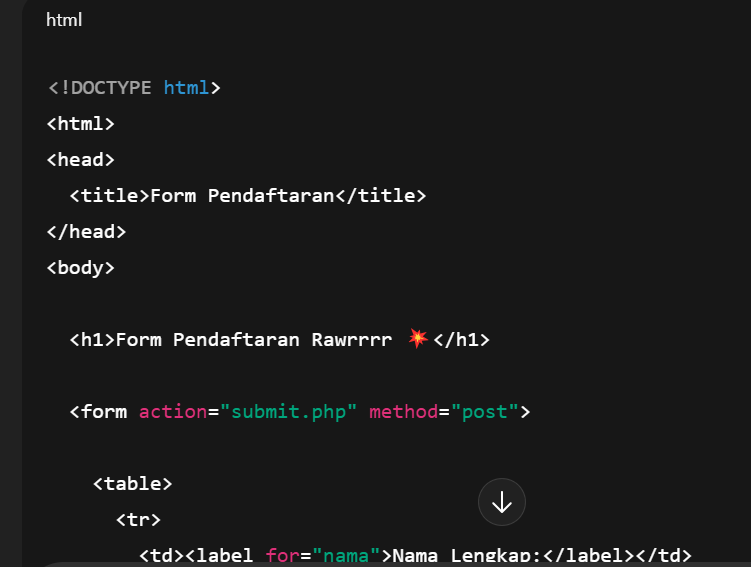 html
<!DOCTYPE html>
<html>
<head>
<title>Form Pendaftaran</title>
</head>
<body>
<h1>Form Pendaftaran Rawrrrr 💥</h1>
<form action="submit.php" method="post">
<table>
<tr>
<td><label for="nama">Nama Lengkap:</label></td>